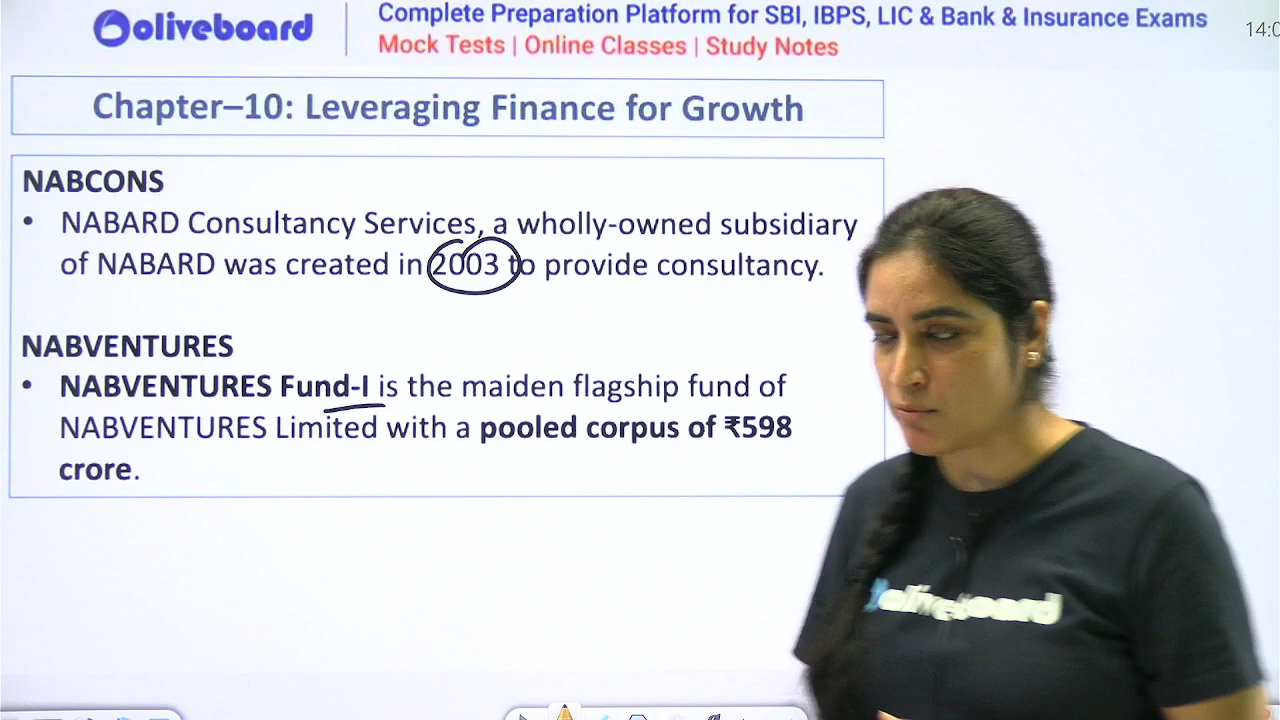 oliveboard
Complete Preparation Platform for SBI, IBPS, LIC & Bank & Insurance Exams
Mock Tests | Online Classes | Study Notes
14:0
Chapter–10: Leveraging Finance for Growth
NABCONS
• NABARD Consultancy Services, a wholly-owned subsidiary
of NABARD was created in 2003 to provide consultancy.
NABVENTURES
• NABVENTURES Fund-I is the maiden flagship fund of
NABVENTURES Limited with a pooled corpus of ₹598
crore.
oliveboard